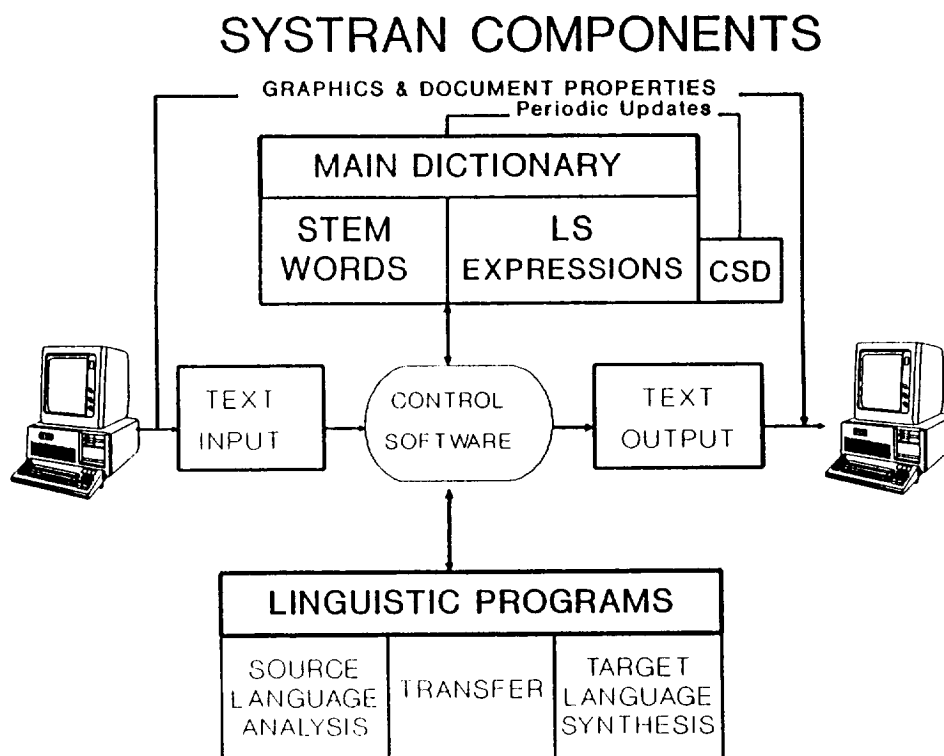 SYSTRAN COMPONENTS
GRAPHICS & DOCUMENT PROPERTIES
Periodic Updates
MAIN DICTIONARY
STEM
WORDS
LS
EXPRESSIONS
CSD
TEXT
INPUT
CONTROL
SOFTWARE
TEXT
OUTPUT
LINGUISTIC PROGRAMS
SOURCE
LANGUAGE
ANALYSIS
TRANSFER
TARGET
LANGUAGE
SYNTHESIS